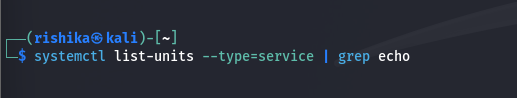 ┌──(rishika㉿kali)-[~]
└─$ systemctl list-units --type=service | grep echo